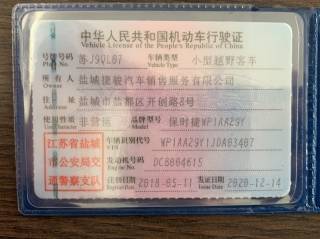 中华人民共和国机动车行驶证
Vehicle License of the People's Republic of China
号牌号码 苏J9VL07 车辆类型 小型越野客车
Plate No. Vehicle Type
所有人 盐城捷骏汽车销售服务有限公司
Owner
住址 盐城市盐都区开创路8号
Address
使用性质 非营运 品牌型号 保时捷WP1AA29Y
Use Character Model
江苏省盐城
市公安局交
通警察支队
车辆识别代号 WP1AA29Y1JDA03407
VIN
发动机号码 DC6004615
Engine No.
注册日期 2018-05-11 发证日期 2020-12-14
Register Date Issue Date